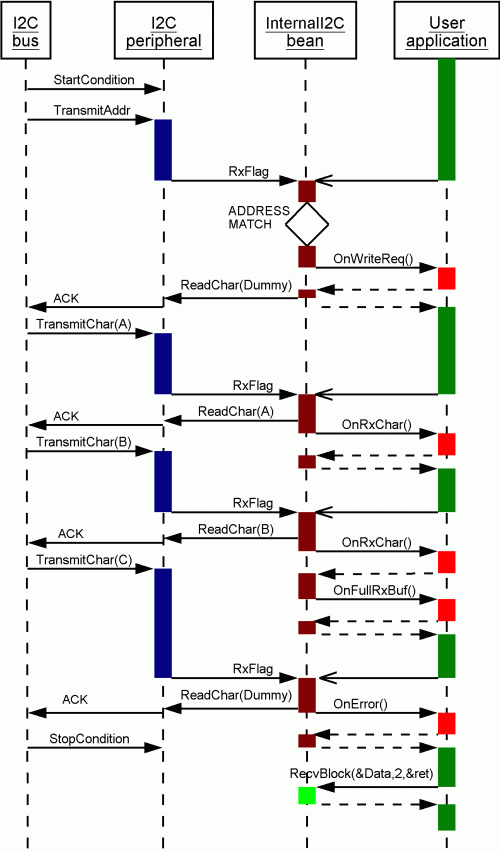 I2C bus
I2C peripheral
InternalI2C bean
User application
StartCondition
TransmitAddr
RxFlag
ADDRESS
MATCH
OnWriteReq()
ReadChar(Dummy)
ACK
TransmitChar(A)
RxFlag
ReadChar(A)
ACK
OnRxChar()
TransmitChar(B)
RxFlag
ReadChar(B)
ACK
OnRxChar()
TransmitChar(C)
OnFullRxBuf()
RxFlag
ReadChar(Dummy)
ACK
OnError()
StopCondition
RecvBlock(&Data,2,&ret)